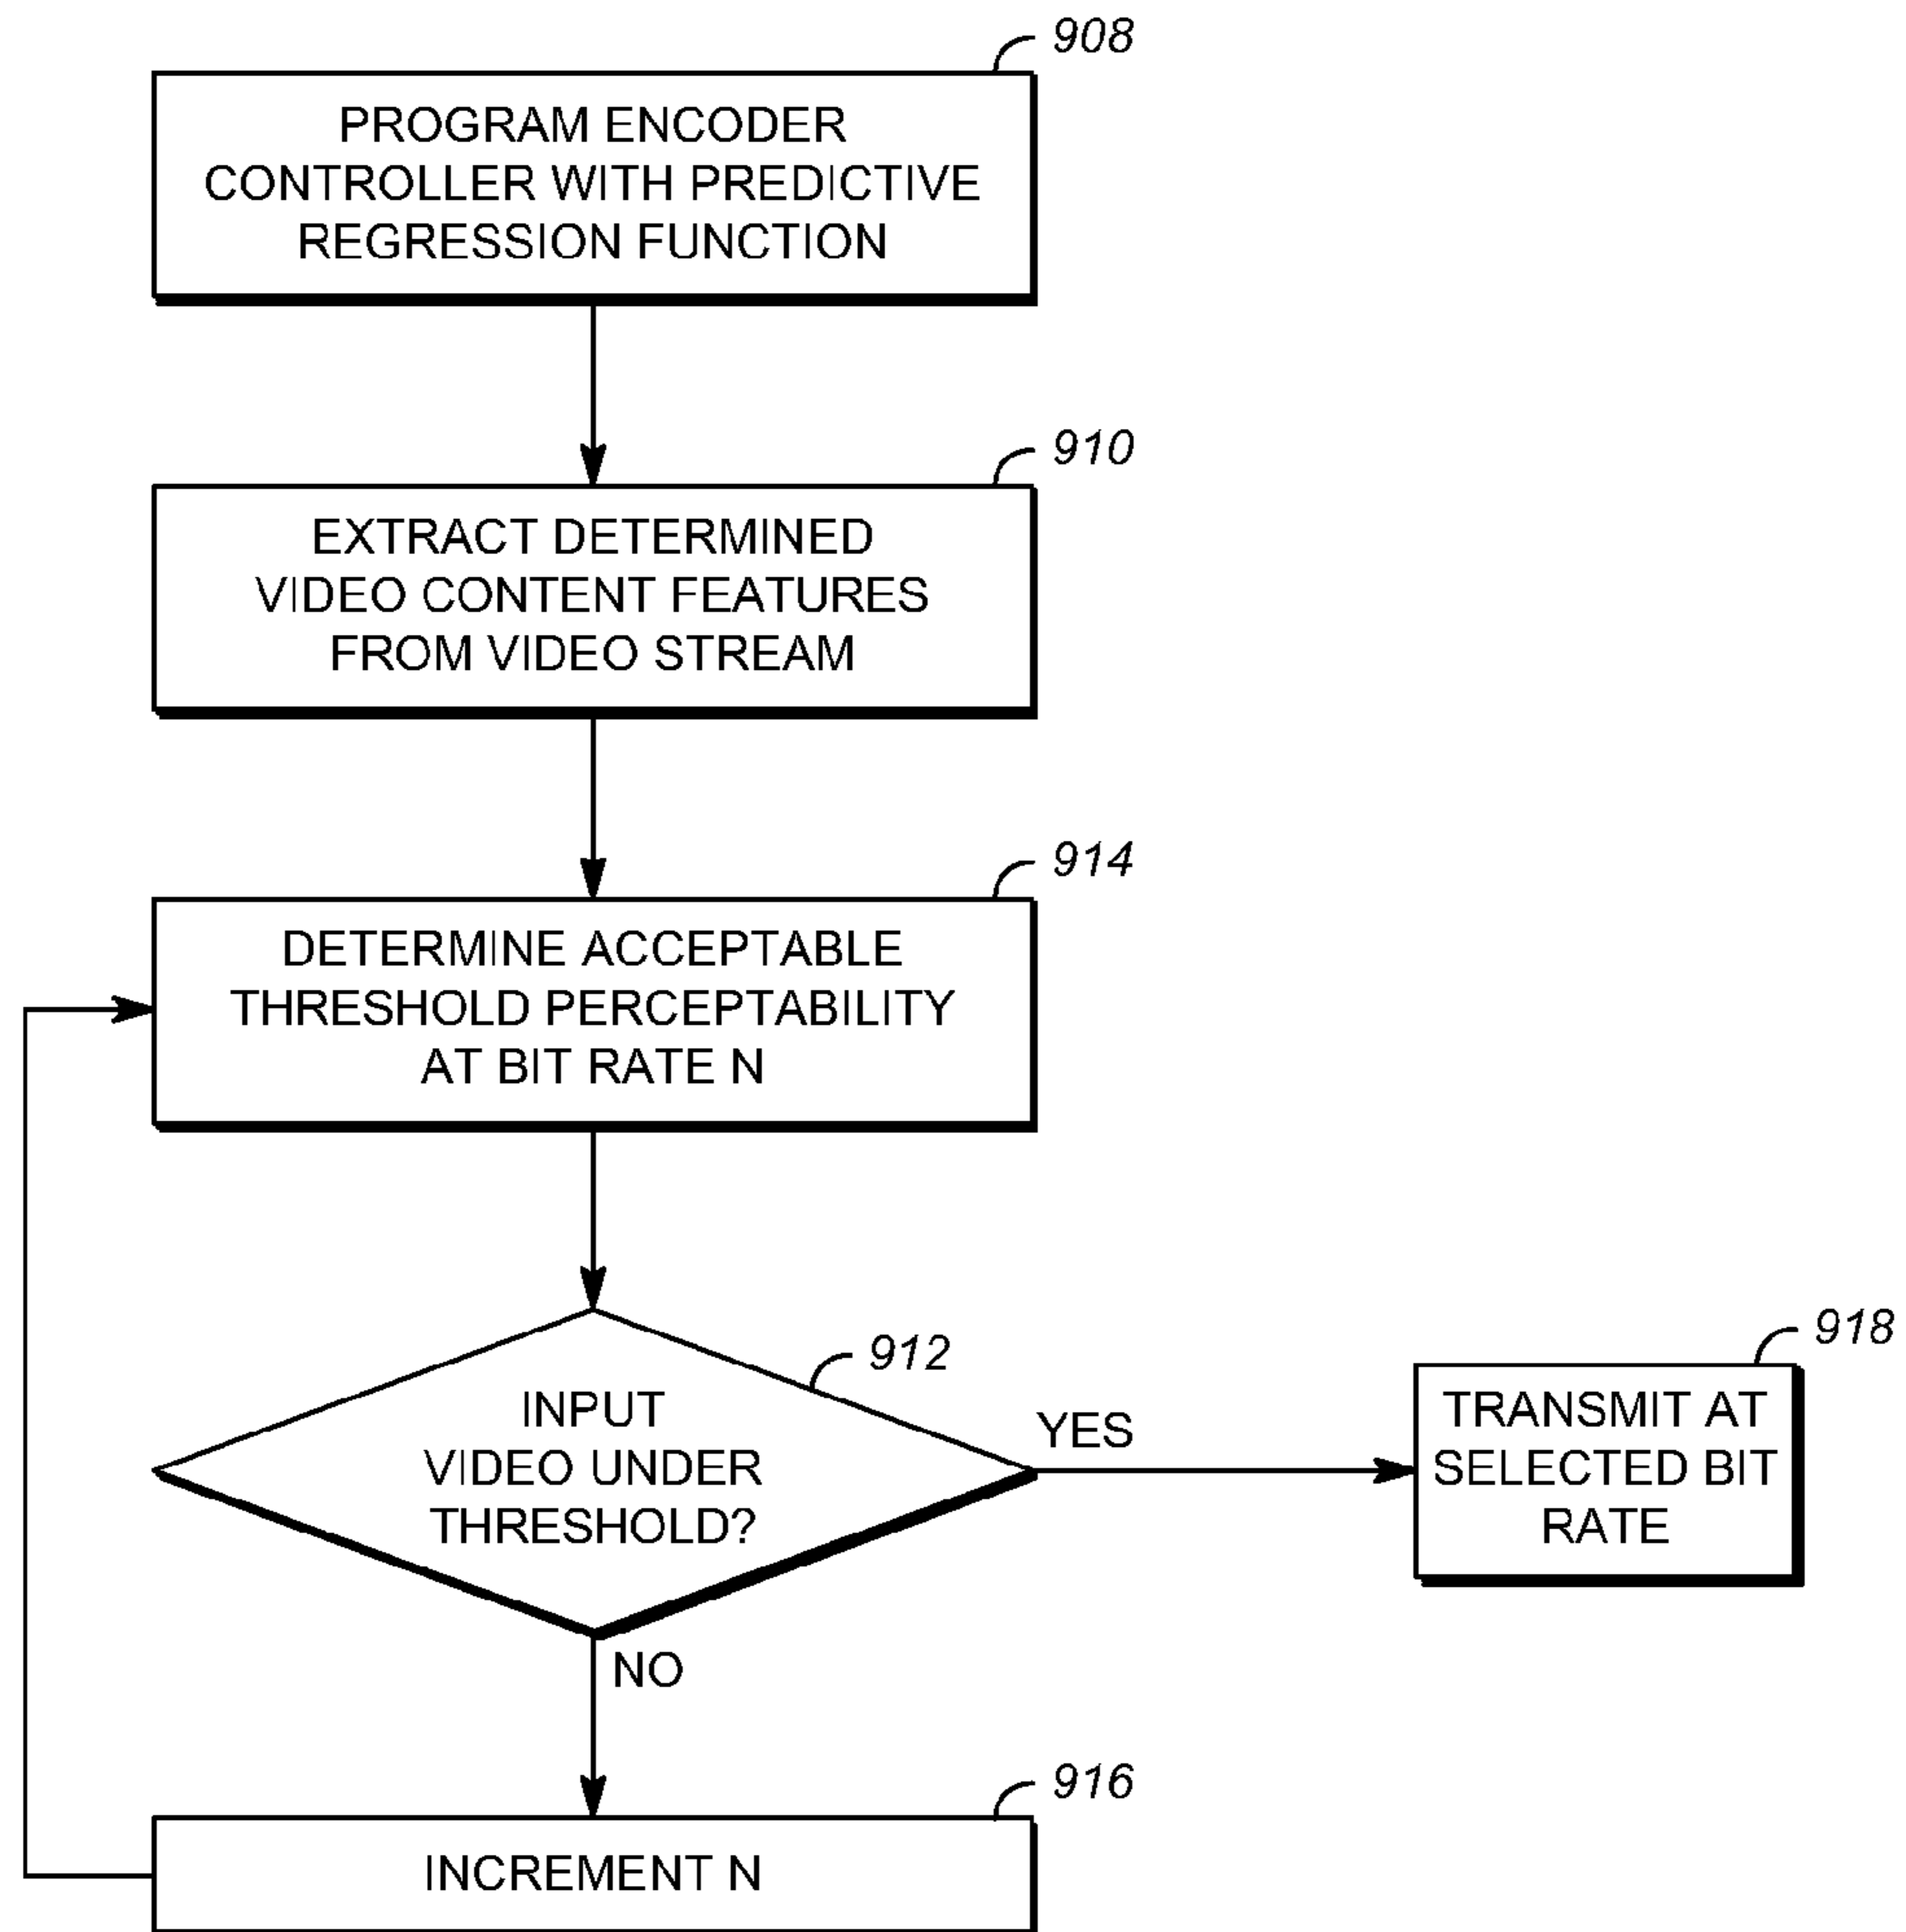 908
PROGRAM ENCODER
CONTROLLER WITH PREDICTIVE
REGRESSION FUNCTION
910
EXTRACT DETERMINED
VIDEO CONTENT FEATURES
FROM VIDEO STREAM
914
DETERMINE ACCEPTABLE
THRESHOLD PERCEPTABILITY
AT BIT RATE N
912
INPUT
VIDEO UNDER
THRESHOLD?
YES
918
TRANSMIT AT
SELECTED BIT
RATE
NO
916
INCREMENT N